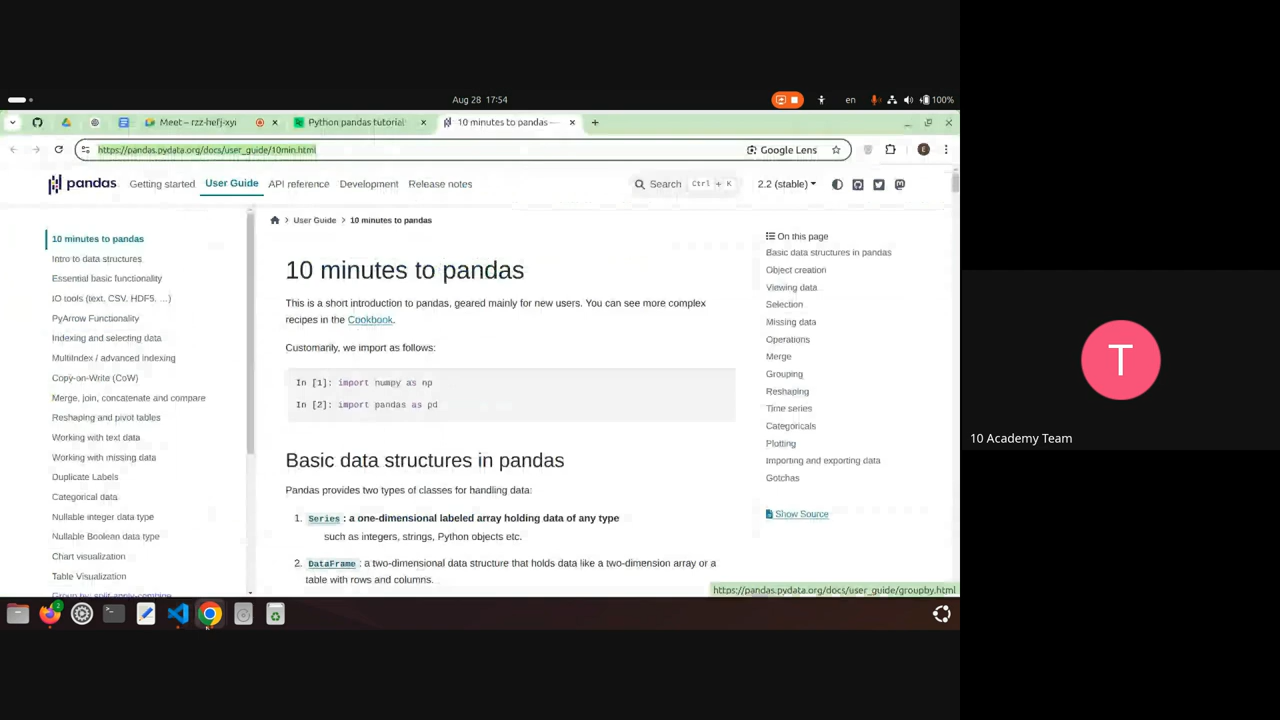 Aug 28 17:54
en
100%
Meet – rzz-hefj-xyi
Python pandas tutorial
10 minutes to pandas —
https://pandas.pydata.org/docs/user_guide/10min.html
Google Lens
E
pandas
Getting started
User Guide
API reference
Development
Release notes
Search
Ctrl + K
2.2 (stable)
10 minutes to pandas
Intro to data structures
Essential basic functionality
IO tools (text, CSV, HDF5, …)
PyArrow Functionality
Indexing and selecting data
MultiIndex / advanced indexing
Copy-on-Write (CoW)
Merge, join, concatenate and compare
Reshaping and pivot tables
Working with text data
Working with missing data
Duplicate Labels
Categorical data
Nullable integer data type
Nullable Boolean data type
Chart visualization
Table Visualization
Group by: split-apply-combine
User Guide > 10 minutes to pandas
10 minutes to pandas
This is a short introduction to pandas, geared mainly for new users. You can see more complex
recipes in the Cookbook.
Customarily, we import as follows:
In [1]: import numpy as np
In [2]: import pandas as pd
Basic data structures in pandas
Pandas provides two types of classes for handling data:
1. Series : a one-dimensional labeled array holding data of any type
such as integers, strings, Python objects etc.
2. DataFrame : a two-dimensional data structure that holds data like a two-dimension array or a
table with rows and columns.
On this page
Basic data structures in pandas
Object creation
Viewing data
Selection
Missing data
Operations
Merge
Grouping
Reshaping
Time series
Categoricals
Plotting
Importing and exporting data
Gotchas
Show Source
https://pandas.pydata.org/docs/user_guide/groupby.html
2
T
10 Academy Team